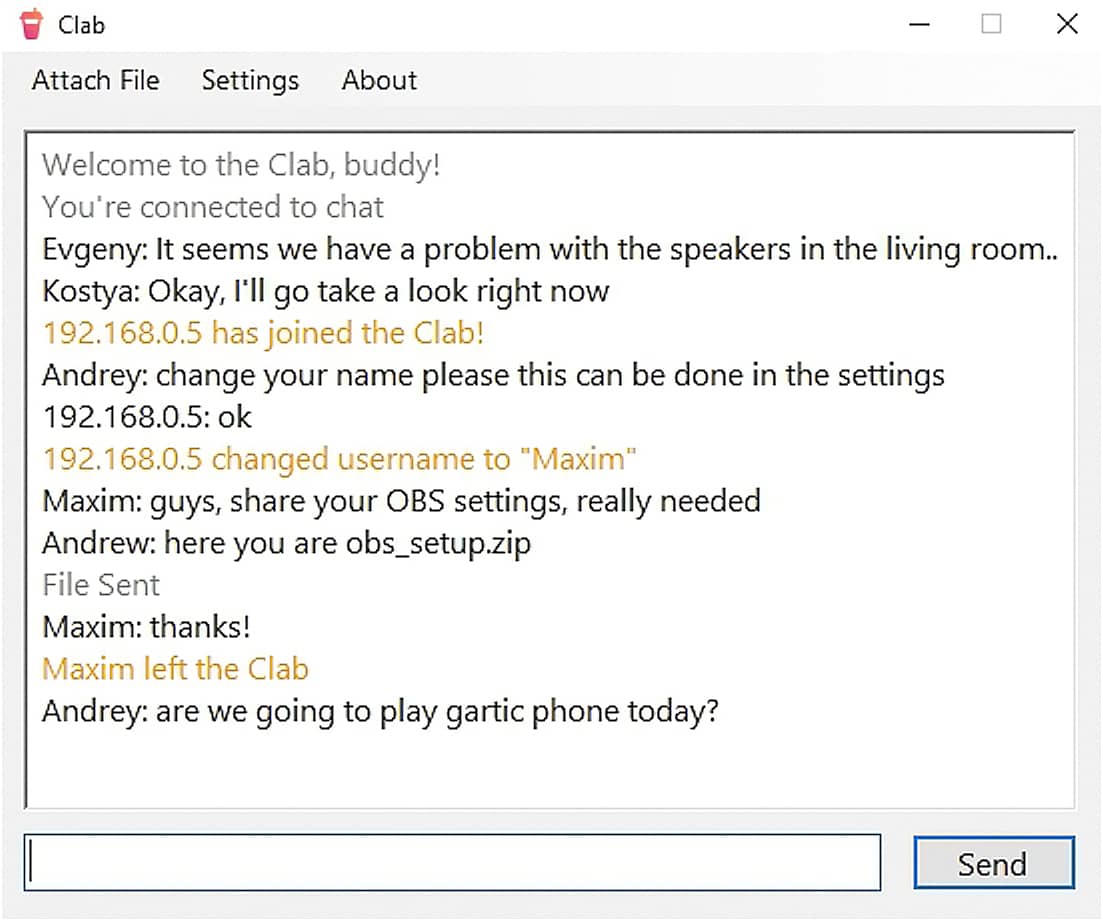 Clab
Attach File Settings About
Welcome to the Clab, buddy!
You're connected to chat
Evgeny: It seems we have a problem with the speakers in the living room..
Kostya: Okay, I'll go take a look right now
192.168.0.5 has joined the Clab!
Andrey: change your name please this can be done in the settings
192.168.0.5: ok
192.168.0.5 changed username to "Maxim"
Maxim: guys, share your OBS settings, really needed
Andrew: here you are obs_setup.zip
File Sent
Maxim: thanks!
Maxim left the Clab
Andrey: are we going to play gartic phone today?
Send